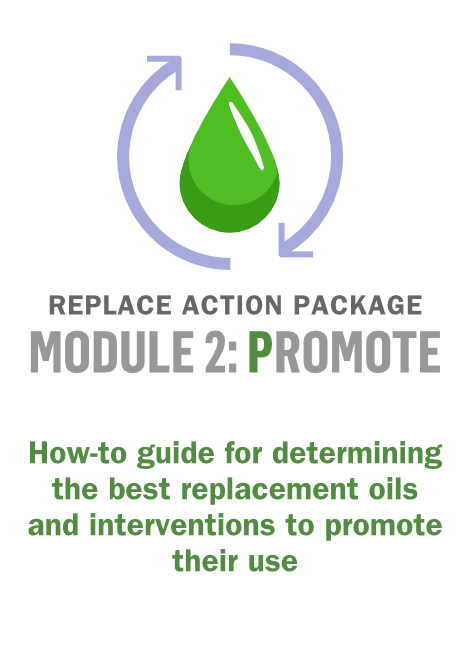 REPLACE ACTION PACKAGE
MODULE 2: PROMOTE
How-to guide for determining
the best replacement oils
and interventions to promote
their use